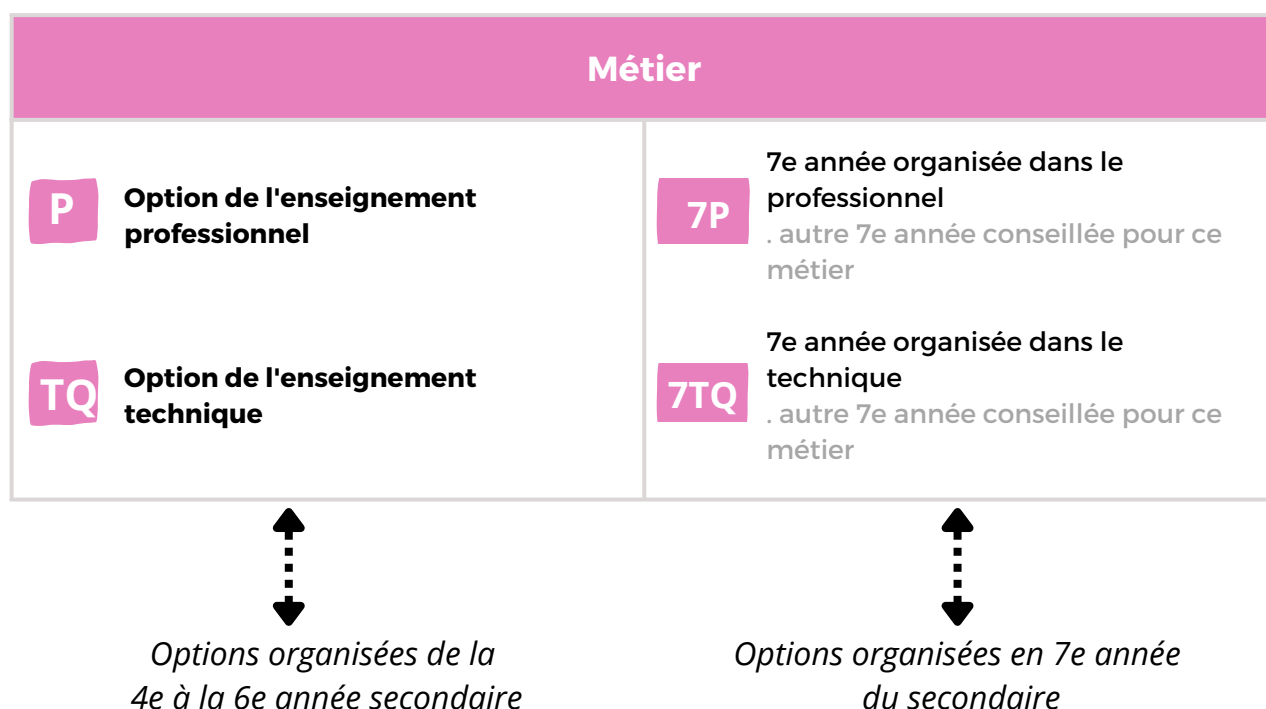 Métier
P
Option de l'enseignement
professionnel
7P
7e année organisée dans le
professionnel
. autre 7e année conseillée pour ce
métier
TQ
Option de l'enseignement
technique
7TQ
7e année organisée dans le
technique
. autre 7e année conseillée pour ce
métier
Options organisées de la
4e à la 6e année secondaire
Options organisées en 7e année
du secondaire